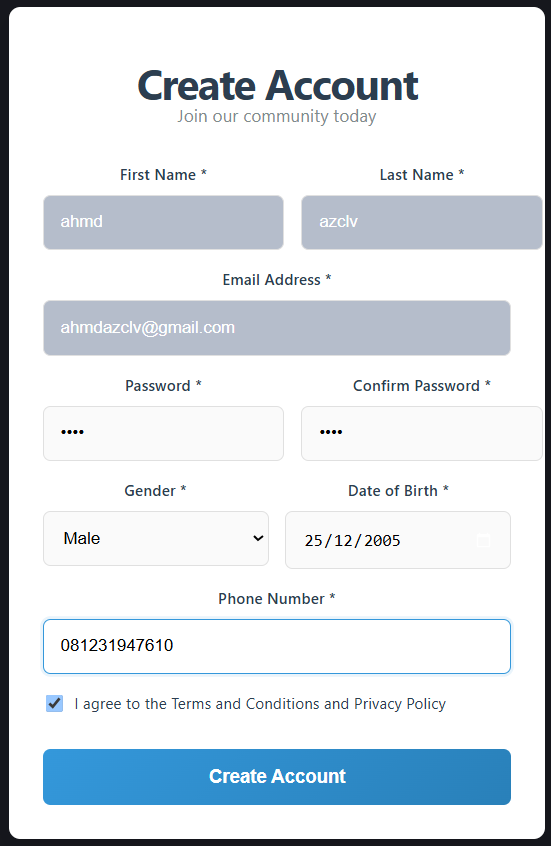 Create Account
Join our community today
First Name * Last Name *
ahmd azclv
Email Address *
ahmdazclv@gmail.com
Password * Confirm Password *
•••• ••••
Gender * Date of Birth *
Male 25/12/2005
Phone Number *
081231947610
I agree to the Terms and Conditions and Privacy Policy
Create Account